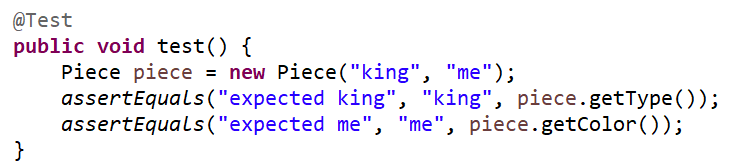 @Test
public void test() {
    Piece piece = new Piece("king", "me");
    assertEquals("expected king", "king", piece.getType());
    assertEquals("expected me", "me", piece.getColor());
}